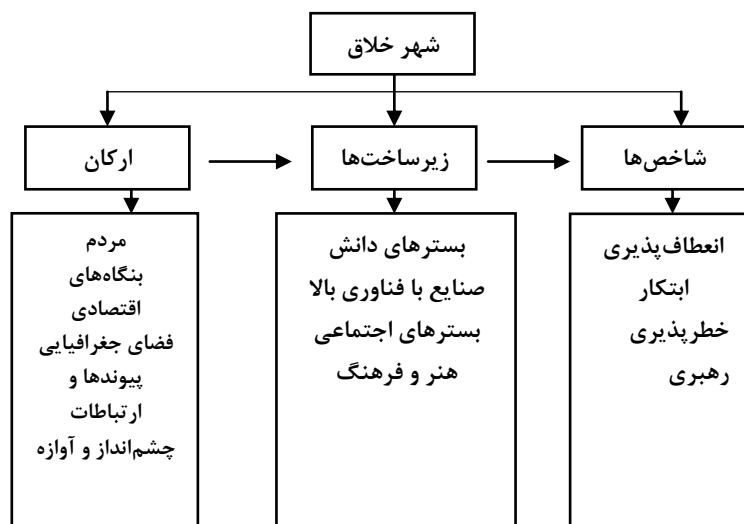 شهر خلاق
شاخص‌ها
زیرساخت‌ها
ارکان
انعطاف‌پذیری
ابتکار
خطرپذیری
رهبری
بسترهای دانش
صنایع با فناوری بالا
بسترهای اجتماعی
هنر و فرهنگ
مردم
بنگاه‌های
اقتصادی
فضای جغرافیایی
پیوندها و
ارتباطات
چشم‌انداز و آوازه